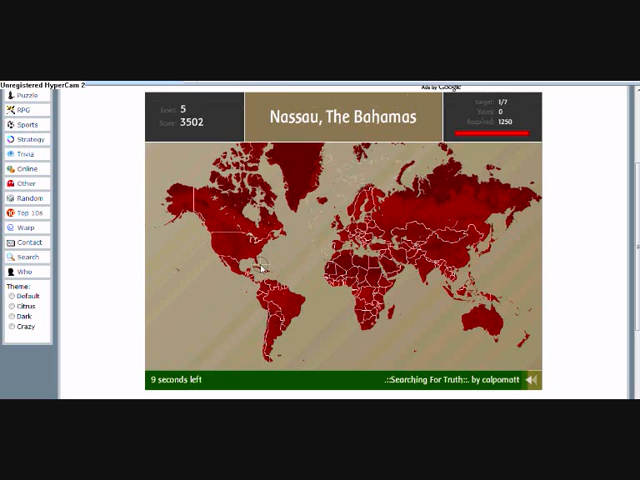 Unregistered HyperCam 2
Ads by Google
Puzzle
RPG
Sports
Strategy
Trivia
Online
Other
Random
Top 10s
Warp
Contact
Search
Who
Theme:
Default
Citrus
Dark
Crazy
5
Score: 3502
Nassau, The Bahamas
Target: 1/7
0
Required: 1250
9 seconds left
.::Searching For Truth::. by calpomatt